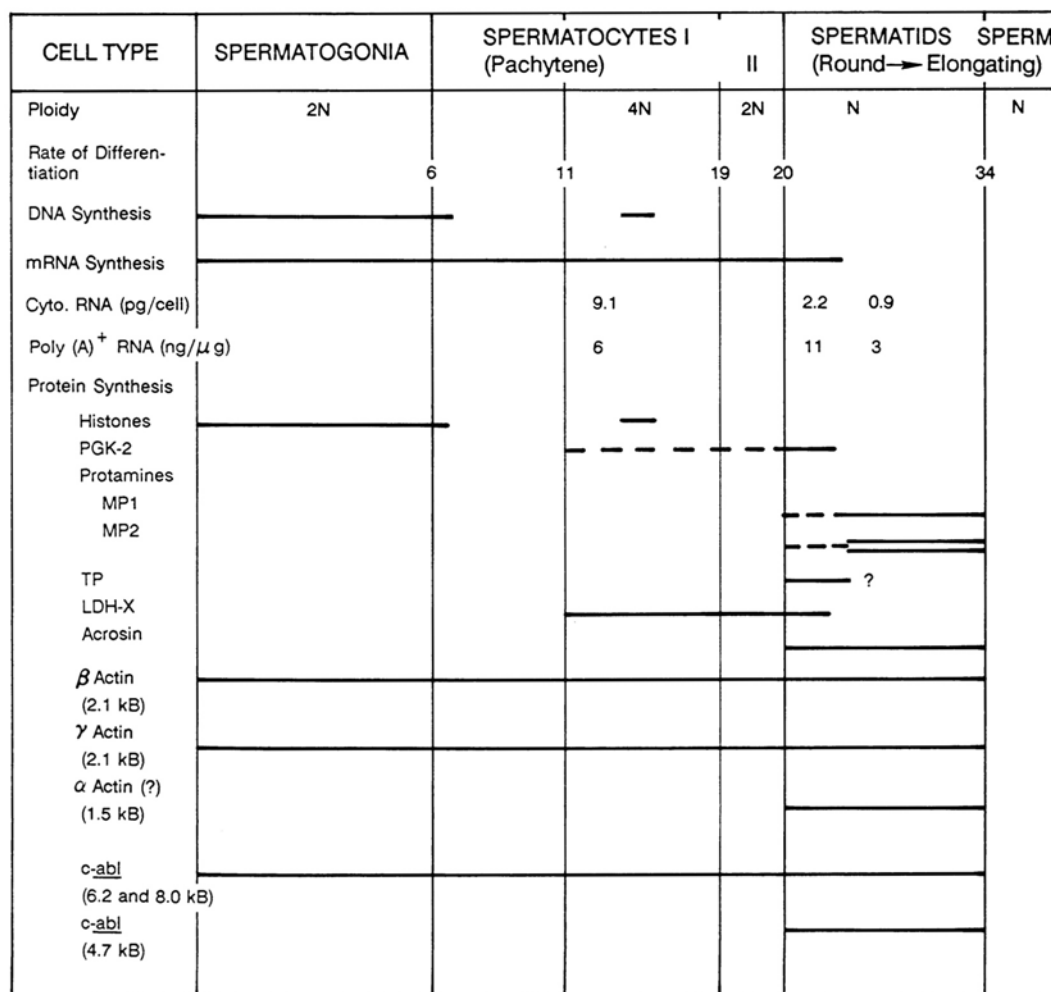 CELL TYPE SPERMATOGONIA SPERMATOCYTES I SPERMATIDS SPERM
(Pachytene) II (Round → Elongating)
Ploidy 2N 4N 2N N N
Rate of Differen-
tiation 6 11 19 20 34
DNA Synthesis
mRNA Synthesis
Cyto. RNA (pg/cell) 9.1 2.2 0.9
Poly (A)+ RNA (ng/μg) 6 11 3
Protein Synthesis
Histones
PGK-2
Protamines
MP1
MP2
TP ?
LDH-X
Acrosin
β Actin
(2.1 kB)
γ Actin
(2.1 kB)
α Actin (?)
(1.5 kB)
c-abl
(6.2 and 8.0 kB)
c-abl
(4.7 kB)